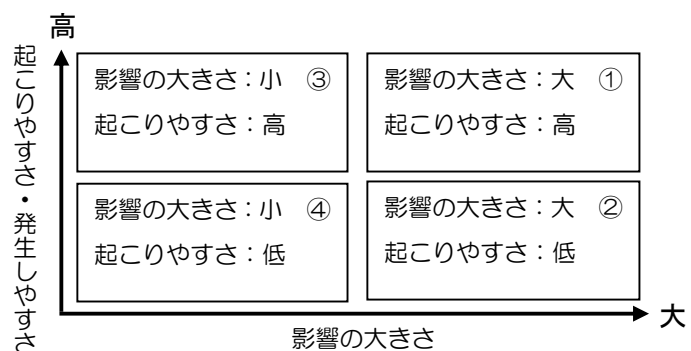 高
起こりやすさ・発生しやすさ
影響の大きさ：小　③
起こりやすさ：高
影響の大きさ：大　①
起こりやすさ：高
影響の大きさ：小　④
起こりやすさ：低
影響の大きさ：大　②
起こりやすさ：低
大
影響の大きさ